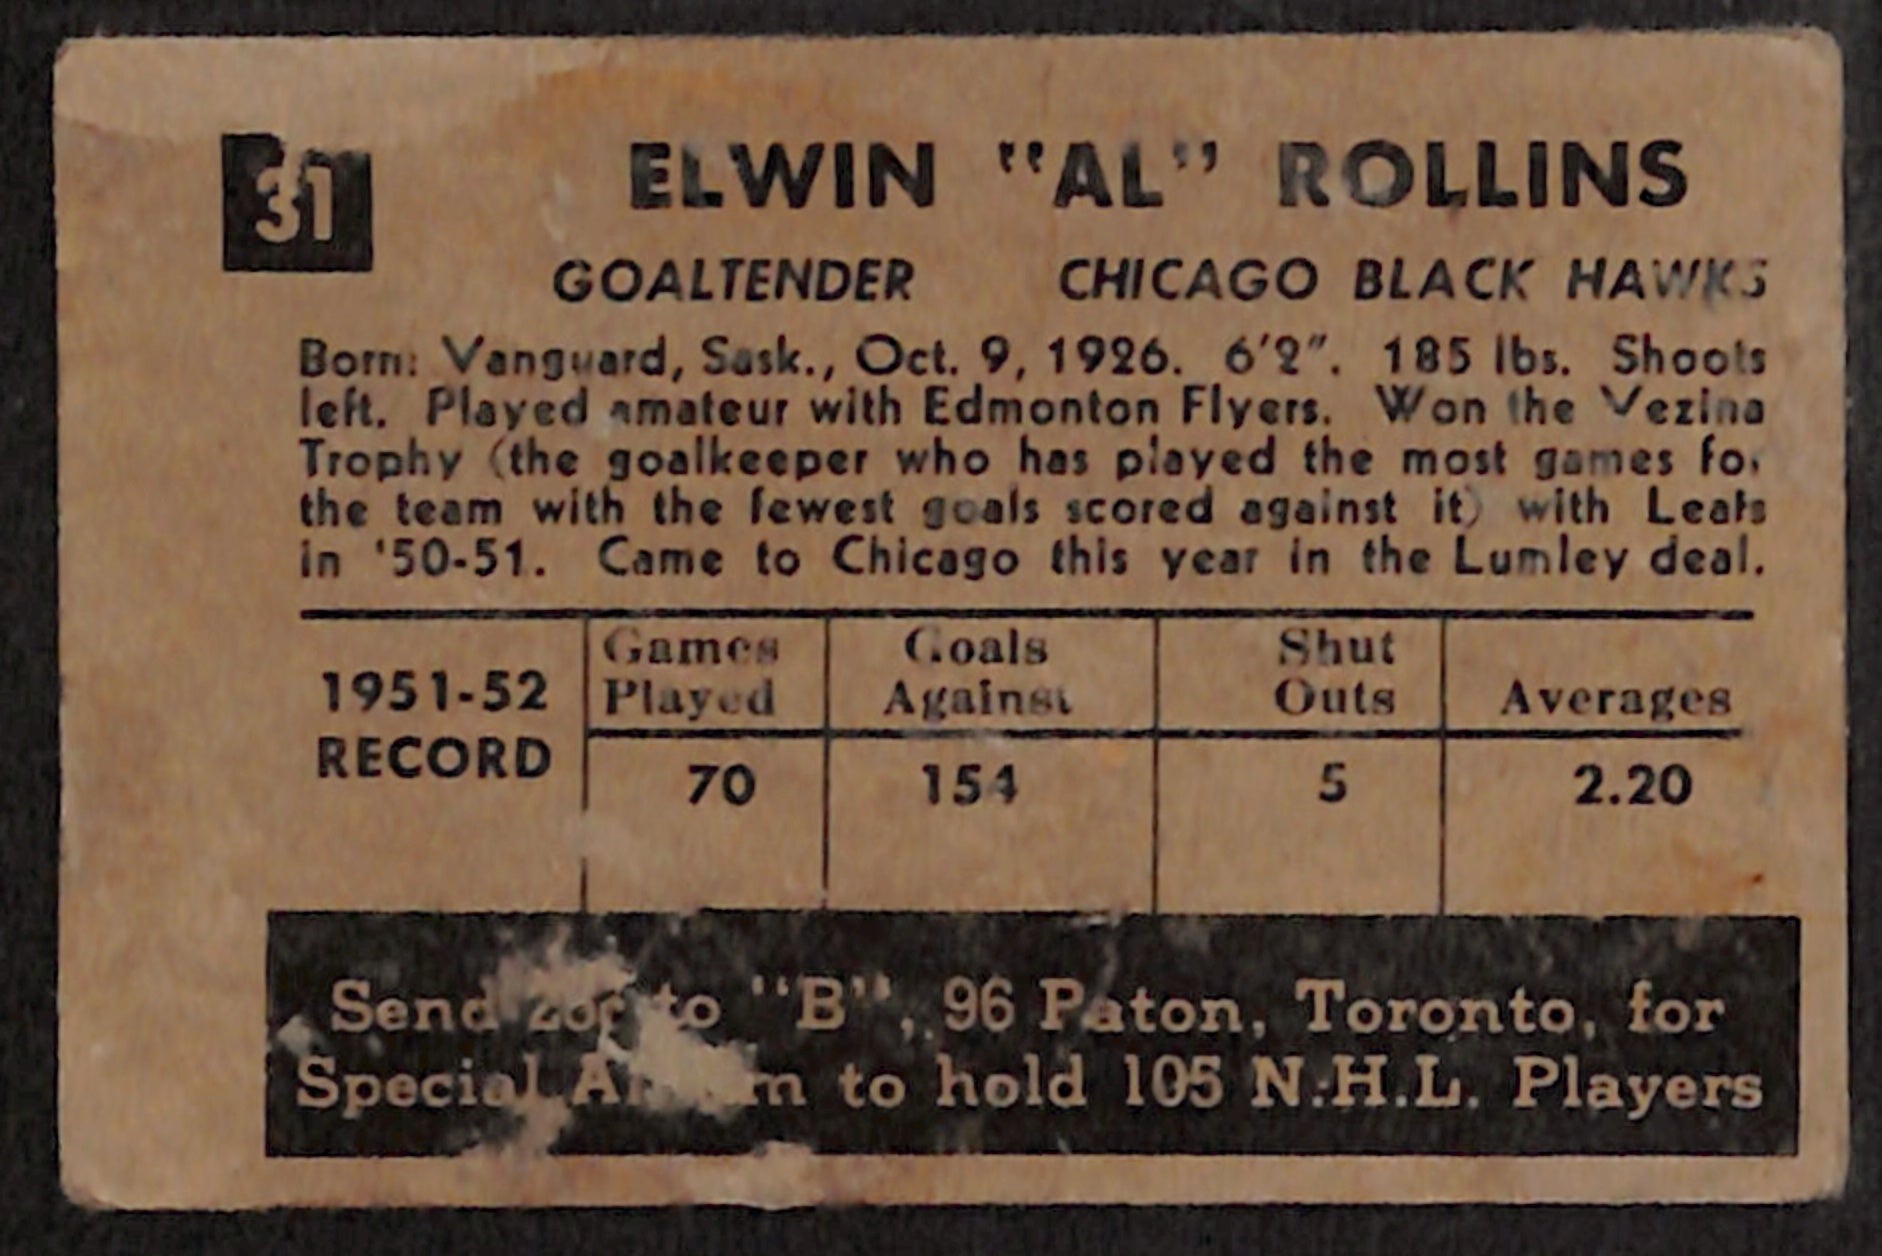 31
ELWIN "AL" ROLLINS
GOALTENDER CHICAGO BLACK HAWKS
Born: Vanguard, Sask., Oct. 9, 1926. 6'2". 185 lbs. Shoots
left. Played amateur with Edmonton Flyers. Won the Vezina
Trophy (the goalkeeper who has played the most games for
the team with the fewest goals scored against it) with Leafs
in '50-51. Came to Chicago this year in the Lumley deal.
1951-52 RECORD
Games Played Goals Against Shut Outs Averages
70 154 5 2.20
Send to "B", 96 Paton, Toronto, for
Special to hold 105 N.H.L. Players